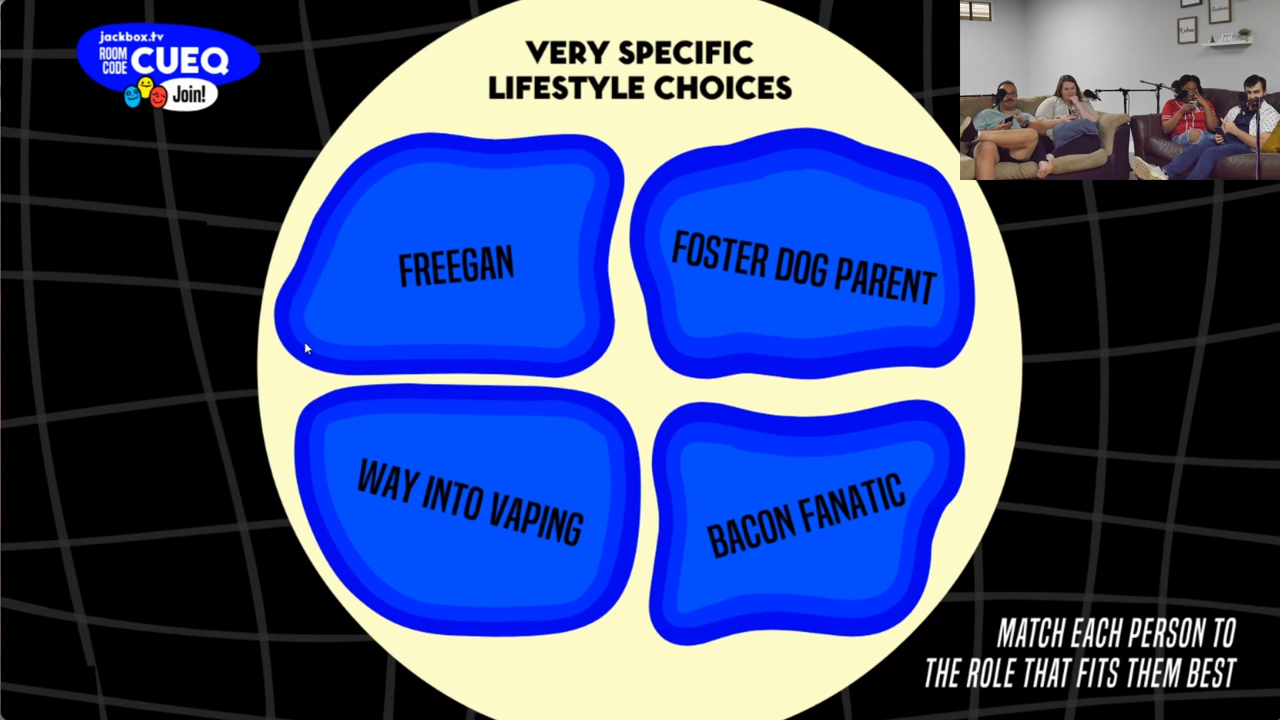 jackbox.tv
ROOM
CODE
CUEQ
Join!
VERY SPECIFIC
LIFESTYLE CHOICES
FREEGAN
FOSTER DOG PARENT
WAY INTO VAPING
BACON FANATIC
MATCH EACH PERSON TO
THE ROLE THAT FITS THEM BEST